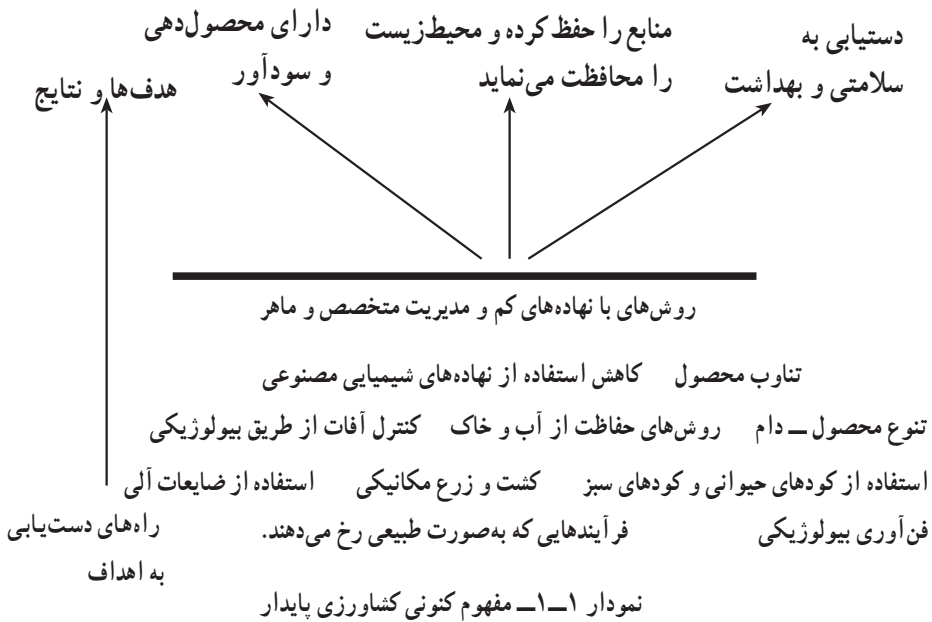 دستیابی به
سلامتی و بهداشت
منابع را حفظ کرده و محیط‌زیست
را محافظت می‌نماید
دارای محصول‌دهی
و سودآور
هدف‌ها و نتایج
روش‌های با نهاده‌های کم و مدیریت متخصص و ماهر
تناوب محصول    کاهش استفاده از نهاده‌های شیمیایی مصنوعی
تنوع محصول ــ دام    روش‌های حفاظت از آب و خاک    کنترل آفات از طریق بیولوژیکی
استفاده از کودهای حیوانی و کودهای سبز    کشت و زرع مکانیکی    استفاده از ضایعات آلی
فن‌آوری بیولوژیکی    فرآیندهایی که به‌صورت طبیعی رخ می‌دهند.
راه‌های دست‌یابی
به اهداف
نمودار ۱ــ۱ــ مفهوم کنونی کشاورزی پایدار